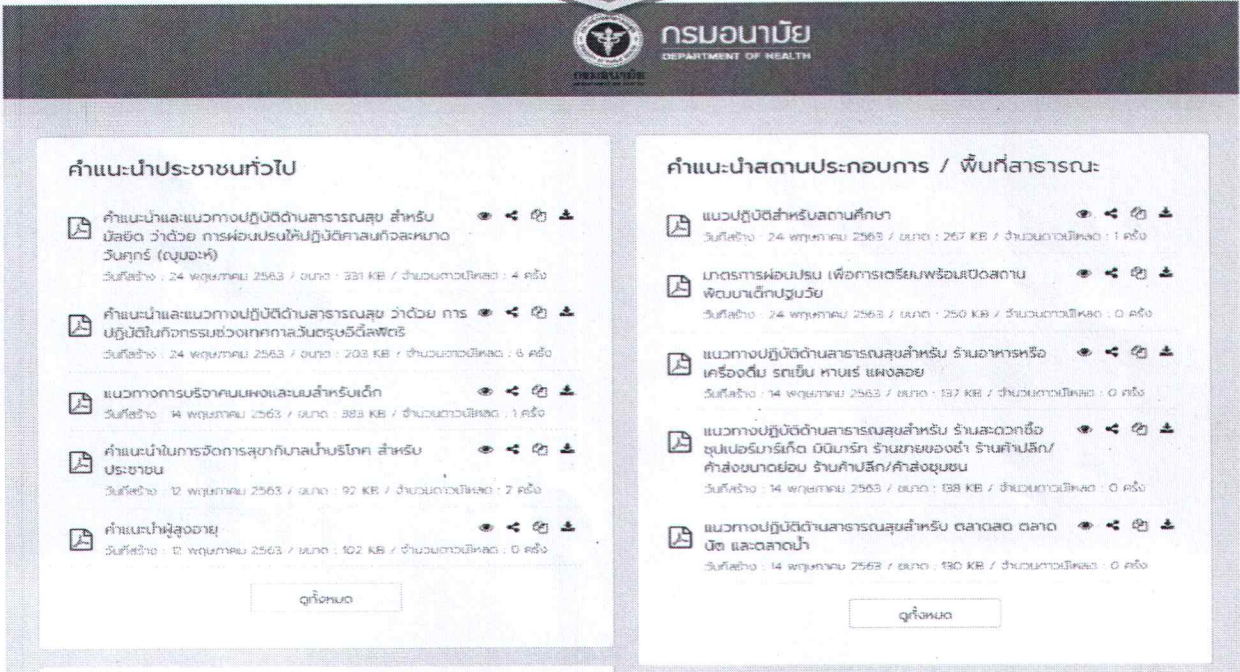 กรมอนามัย
DEPARTMENT OF HEALTH
กรมอนามัย
คำแนะนำประชาชนทั่วไป
คำแนะนำและแนวทางปฏิบัติด้านสาธารณสุข สำหรับ
มัสยิด ว่าด้วย การผ่อนปรนให้ปฏิบัติศาสนกิจละหมาด
วันศุกร์ (ญุมอะห์)
วันที่สร้าง : 24 พฤษภาคม 2563 / ขนาด : 331 KB / จำนวนดาวน์โหลด : 4 ครั้ง
คำแนะนำและแนวทางปฏิบัติด้านสาธารณสุข ว่าด้วย การ
ปฏิบัติในกิจกรรมช่วงเทศกาลวันตรุษอีดิ้ลฟิตรี
วันที่สร้าง : 24 พฤษภาคม 2563 / ขนาด : 203 KB / จำนวนดาวน์โหลด : 6 ครั้ง
แนวทางการบริจาคนมผงและนมสำหรับเด็ก
วันที่สร้าง : 14 พฤษภาคม 2563 / ขนาด : 383 KB / จำนวนดาวน์โหลด : 1 ครั้ง
คำแนะนำในการจัดการสุขาภิบาลน้ำบริโภค สำหรับ
ประชาชน
วันที่สร้าง : 12 พฤษภาคม 2563 / ขนาด : 92 KB / จำนวนดาวน์โหลด : 2 ครั้ง
คำแนะนำผู้สูงอายุ
วันที่สร้าง : 12 พฤษภาคม 2563 / ขนาด : 102 KB / จำนวนดาวน์โหลด : 0 ครั้ง
ดูทั้งหมด
คำแนะนำสถานประกอบการ / พื้นที่สาธารณะ
แนวปฏิบัติสำหรับสถานศึกษา
วันที่สร้าง : 24 พฤษภาคม 2563 / ขนาด : 267 KB / จำนวนดาวน์โหลด : 1 ครั้ง
มาตรการผ่อนปรน เพื่อการเตรียมพร้อมเปิดสถาน
พัฒนาเด็กปฐมวัย
วันที่สร้าง : 24 พฤษภาคม 2563 / ขนาด : 250 KB / จำนวนดาวน์โหลด : 0 ครั้ง
แนวทางปฏิบัติด้านสาธารณสุขสำหรับ ร้านอาหารหรือ
เครื่องดื่ม รถเข็น หาบเร่ แผงลอย
วันที่สร้าง : 14 พฤษภาคม 2563 / ขนาด : 137 KB / จำนวนดาวน์โหลด : 0 ครั้ง
แนวทางปฏิบัติด้านสาธารณสุขสำหรับ ร้านสะดวกซื้อ
ซุปเปอร์มาร์เก็ต มินิมาร์ท ร้านขายของชำ ร้านค้าปลีก/
ค้าส่งขนาดย่อม ร้านค้าปลีก/ค้าส่งชุมชน
วันที่สร้าง : 14 พฤษภาคม 2563 / ขนาด : 138 KB / จำนวนดาวน์โหลด : 0 ครั้ง
แนวทางปฏิบัติด้านสาธารณสุขสำหรับ ตลาดสด ตลาด
นัด และตลาดน้ำ
วันที่สร้าง : 14 พฤษภาคม 2563 / ขนาด : 130 KB / จำนวนดาวน์โหลด : 0 ครั้ง
ดูทั้งหมด